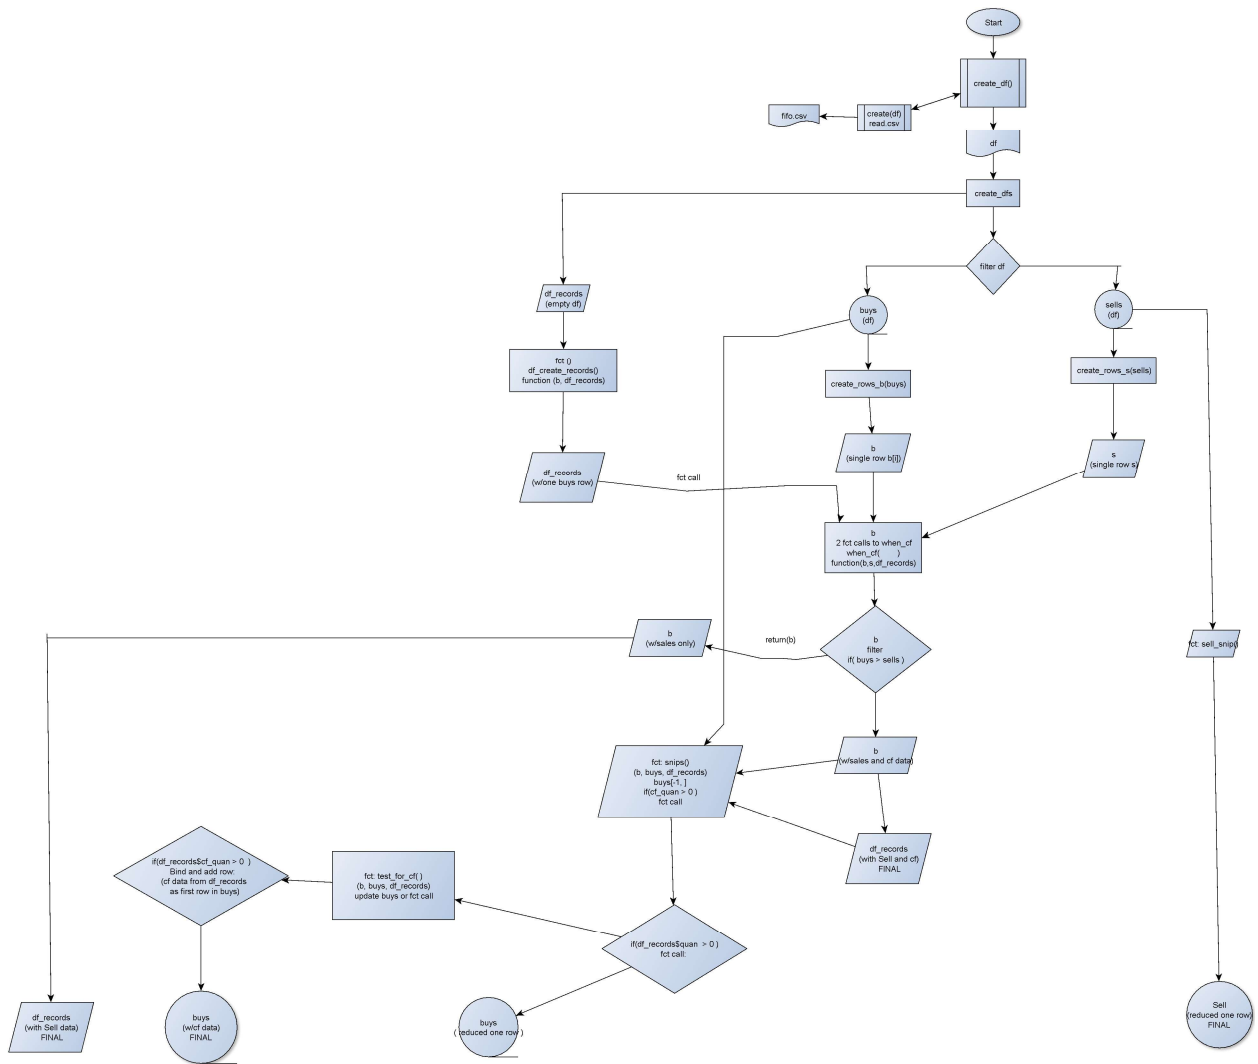 Start
create_df()
create(df)
read.csv
fifo.csv
df
create_dfs
filter df
df_records
(empty df)
buys
(df)
sells
(df)
fct ()
df_create_records()
function (b, df_records)
create_rows_b(buys)
create_rows_s(sells)
b
(single row b[i])
s
(single row s)
df_records
(w/one buys row)
fct call
b
2 fct calls to when_cf
when_cf( )
function(b,s,df_records)
b
(w/sales only)
return(b)
b
filter
if( buys > sells )
fct: sell_snip()
b
(w/sales and cf data)
fct: snips()
(b, buys, df_records)
buys[-1, ]
if(cf_quan > 0 )
fct call
df_records
(with Sell and cf)
FINAL
if(df_records$cf_quan > 0 )
Bind and add row:
(cf data from df_records
as first row in buys)
fct: test_for_cf( )
(b, buys, df_records)
update buys or fct call
if(df_records$quan > 0 )
fct call:
df_records
(with Sell data)
FINAL
buys
(w/cf data)
FINAL
buys
( reduced one row )
Sell
(reduced one row)
FINAL